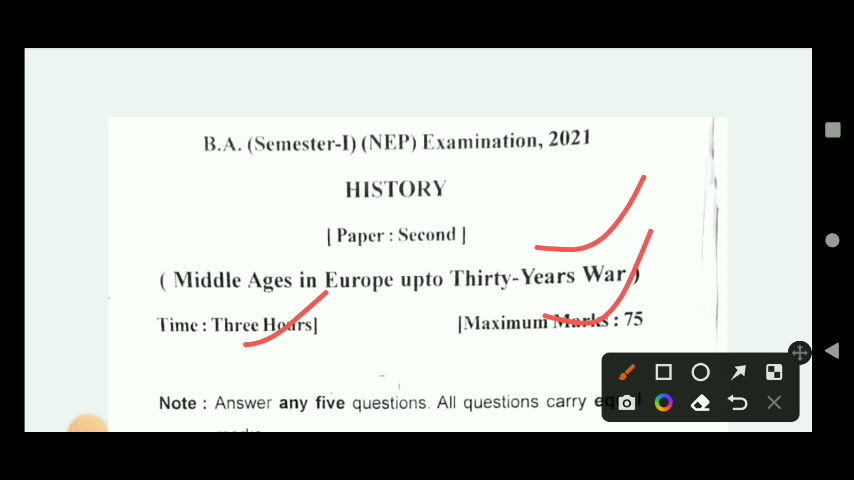 B.A. (Semester-I) (NEP) Examination, 2021
HISTORY
[ Paper : Second ]
( Middle Ages in Europe upto Thirty-Years War )
Time : Three Hours]
[Maximum Marks : 75
Note : Answer any five questions. All questions carry equal